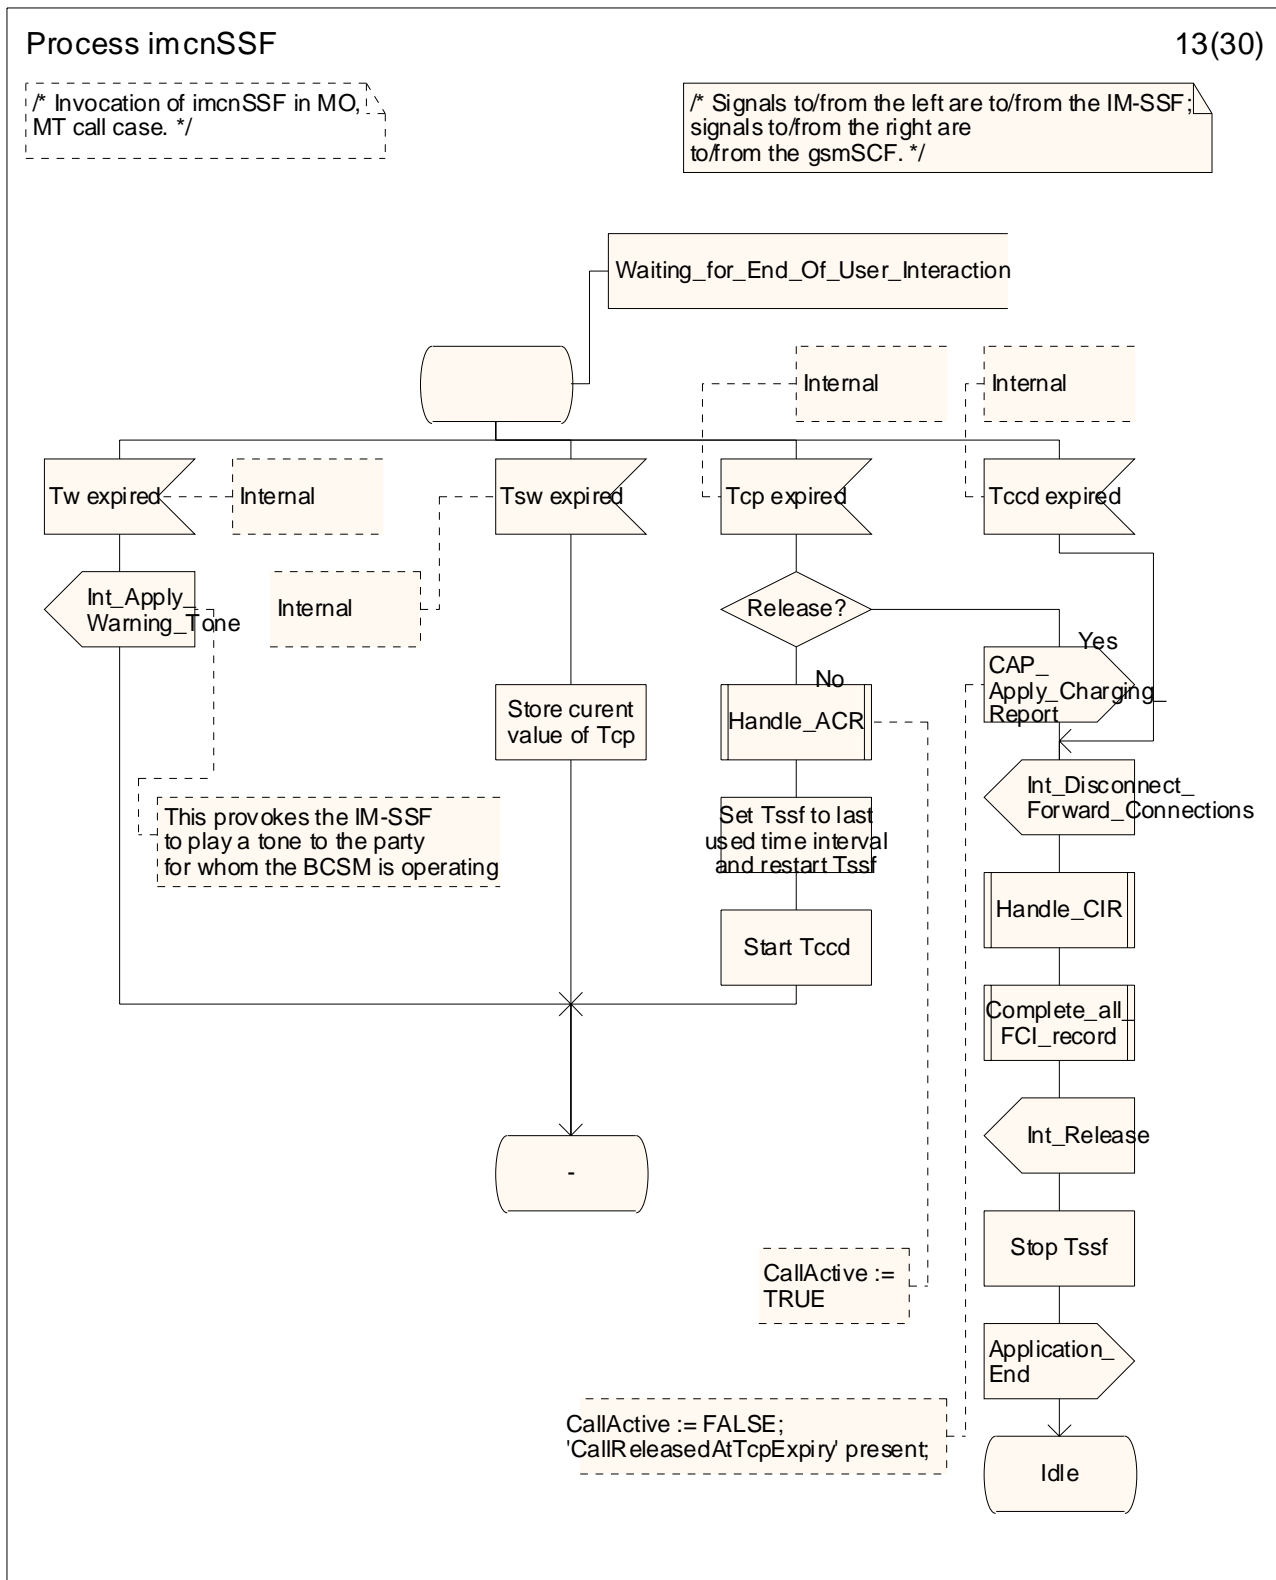 Process imcnSSF
13(30)
/* Invocation of imcnSSF in MO,
MT call case. */
/* Signals to/from the left are to/from the IM-SSF;
signals to/from the right are
to/from the gsmSCF. */
Waiting_for_End_Of_User_Interaction
Internal
Internal
Tw expired
Internal
Tsw expired
Tcp expired
Tccd expired
Int_Apply_
Warning_Tone
Internal
Release?
Yes
No
CAP_
Apply_Charging_
Report
Store curent
value of Tcp
Handle_ACR
This provokes the IM-SSF
to play a tone to the party
for whom the BCSM is operating
Set Tssf to last
used time interval
and restart Tssf
Int_Disconnect_
Forward_Connections
Start Tccd
Handle_CIR
Complete_all_
FCI_record
-
Int_Release
Stop Tssf
CallActive :=
TRUE
Application_
End
CallActive := FALSE;
'CallReleasedAtTcpExpiry' present;
Idle